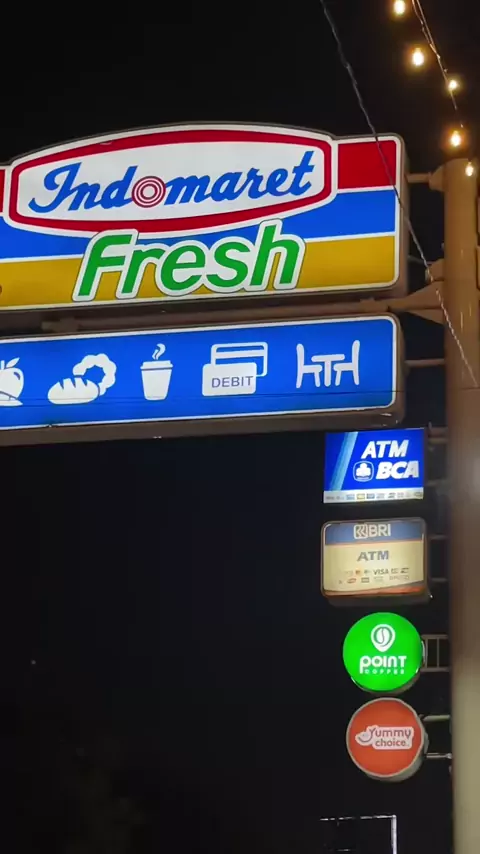 Indomaret
Fresh
DEBIT
ATM
BCA
BRI
ATM
VISA
POINT
COFFEE
Yummy
choice